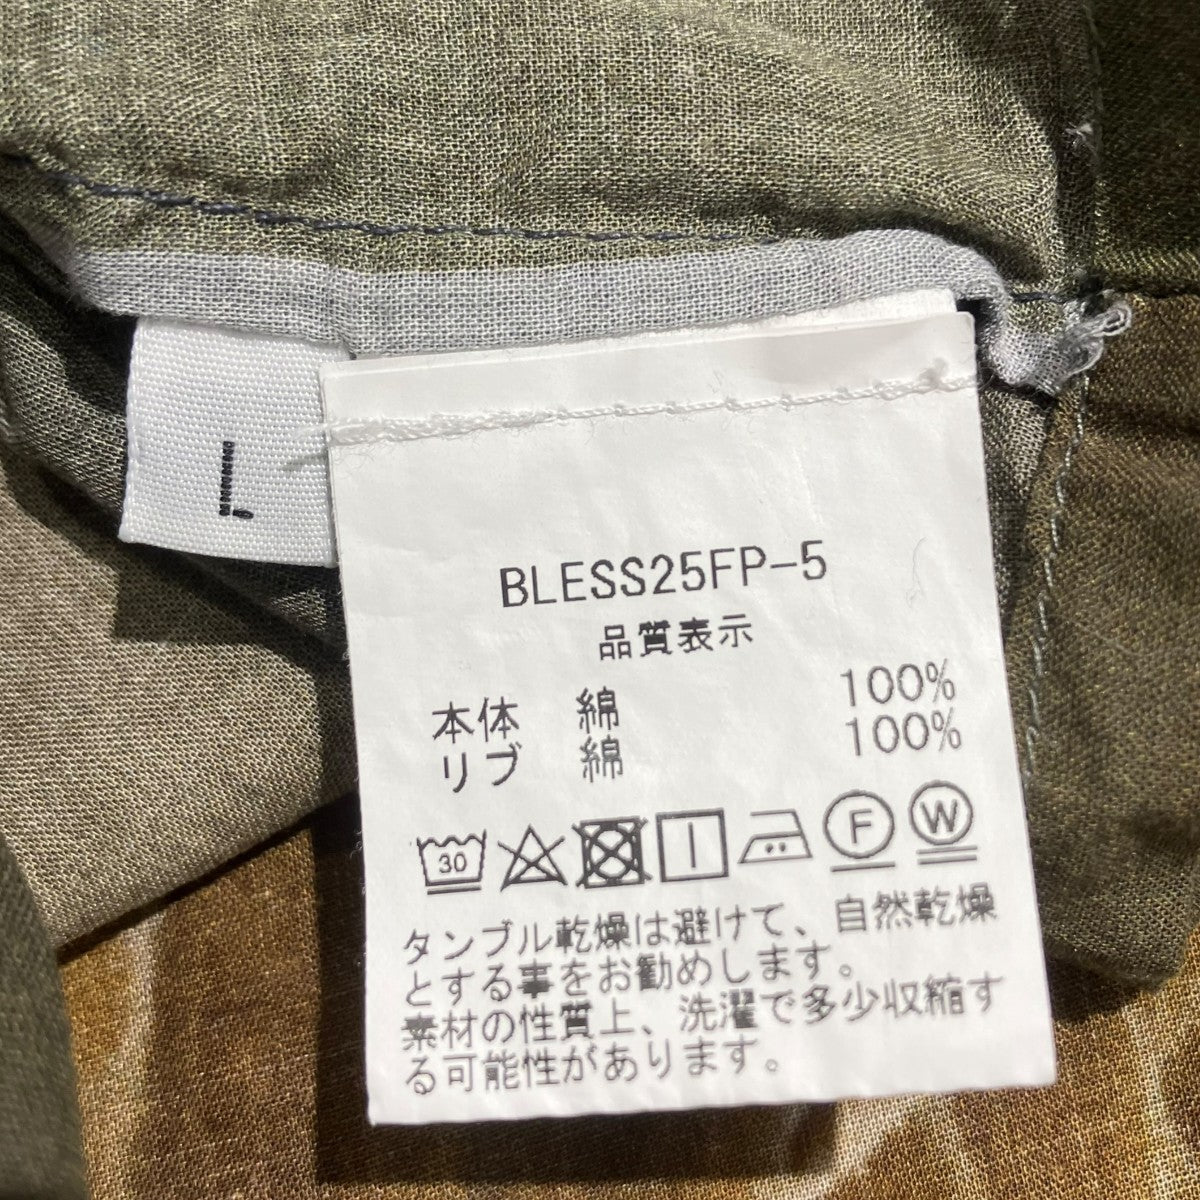 L
BLESS25FP-5
品質表示
本体 綿 100%
リブ 綿 100%
30 F W
タンブル乾燥は避けて、自然乾燥
とする事をお勧めします。
素材の性質上、洗濯で多少収縮す
る可能性があります。